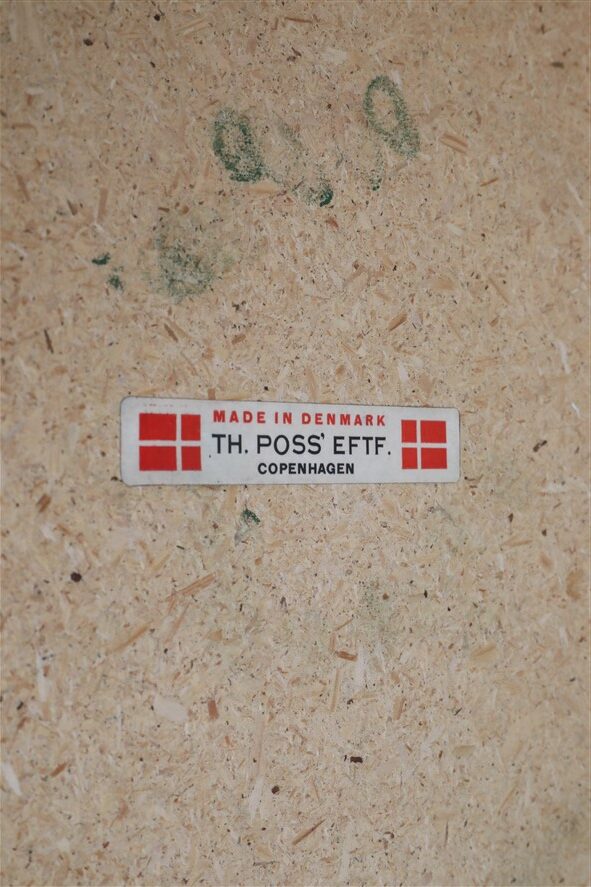 MADE IN DENMARK
TH. POSS' EFTF.
COPENHAGEN